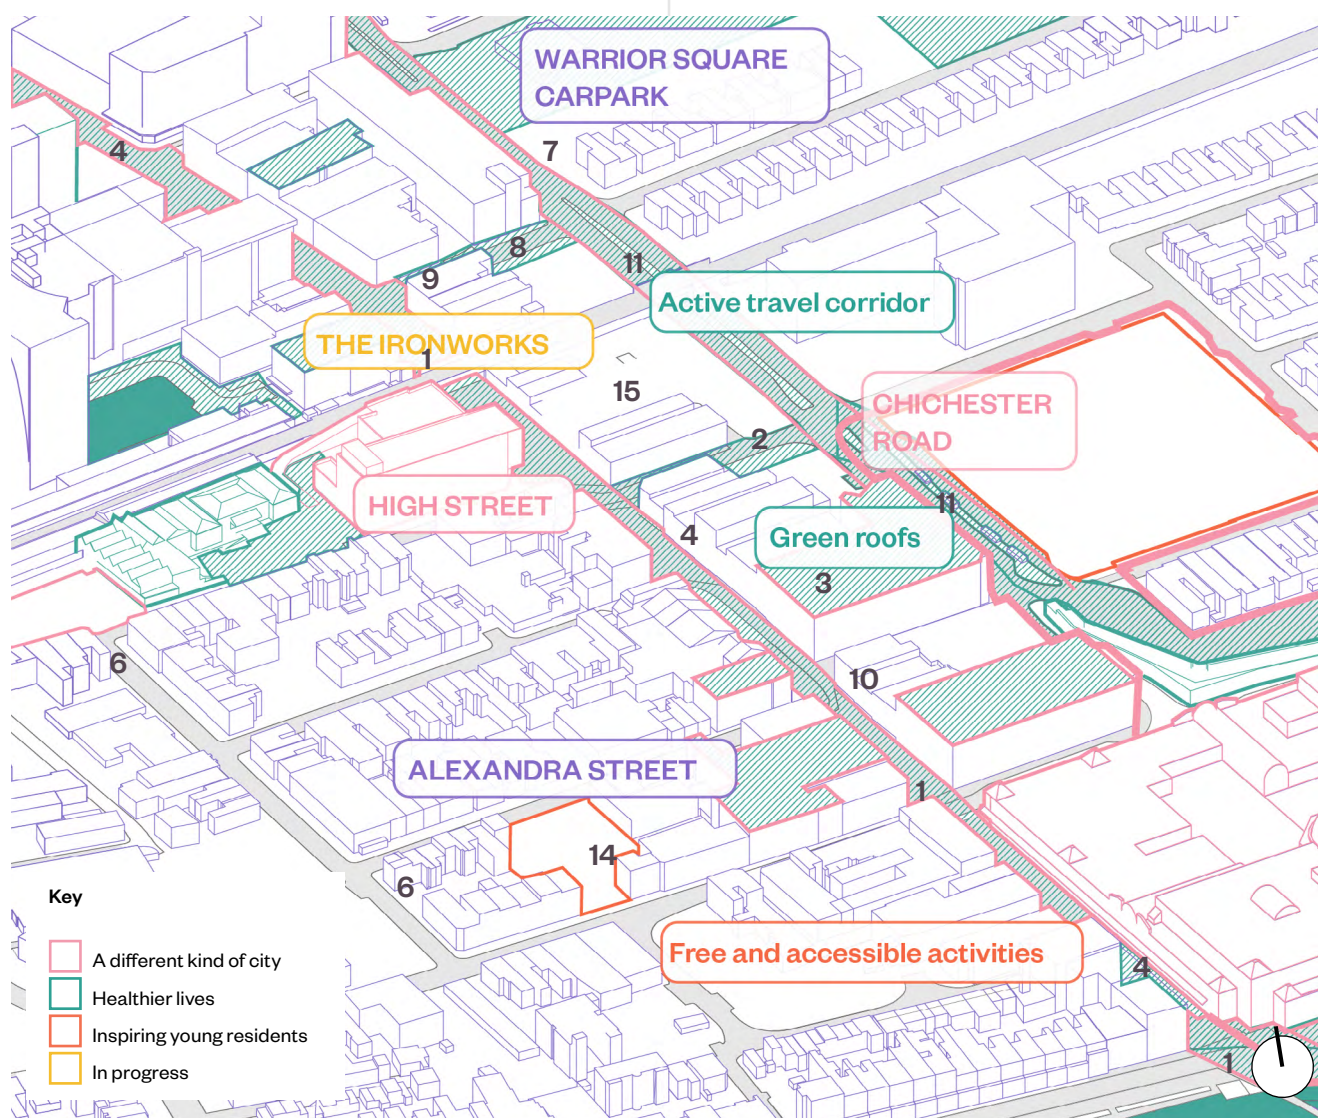 WARRIOR SQUARE
CARPARK
4
7
8
11
9
Active travel corridor
THE IRONWORKS
1
15
CHICHESTER
ROAD
2
HIGH STREET
11
4
Green roofs
3
6
10
ALEXANDRA STREET
1
14
6
Free and accessible activities
4
1
Key
A different kind of city
Healthier lives
Inspiring young residents
In progress